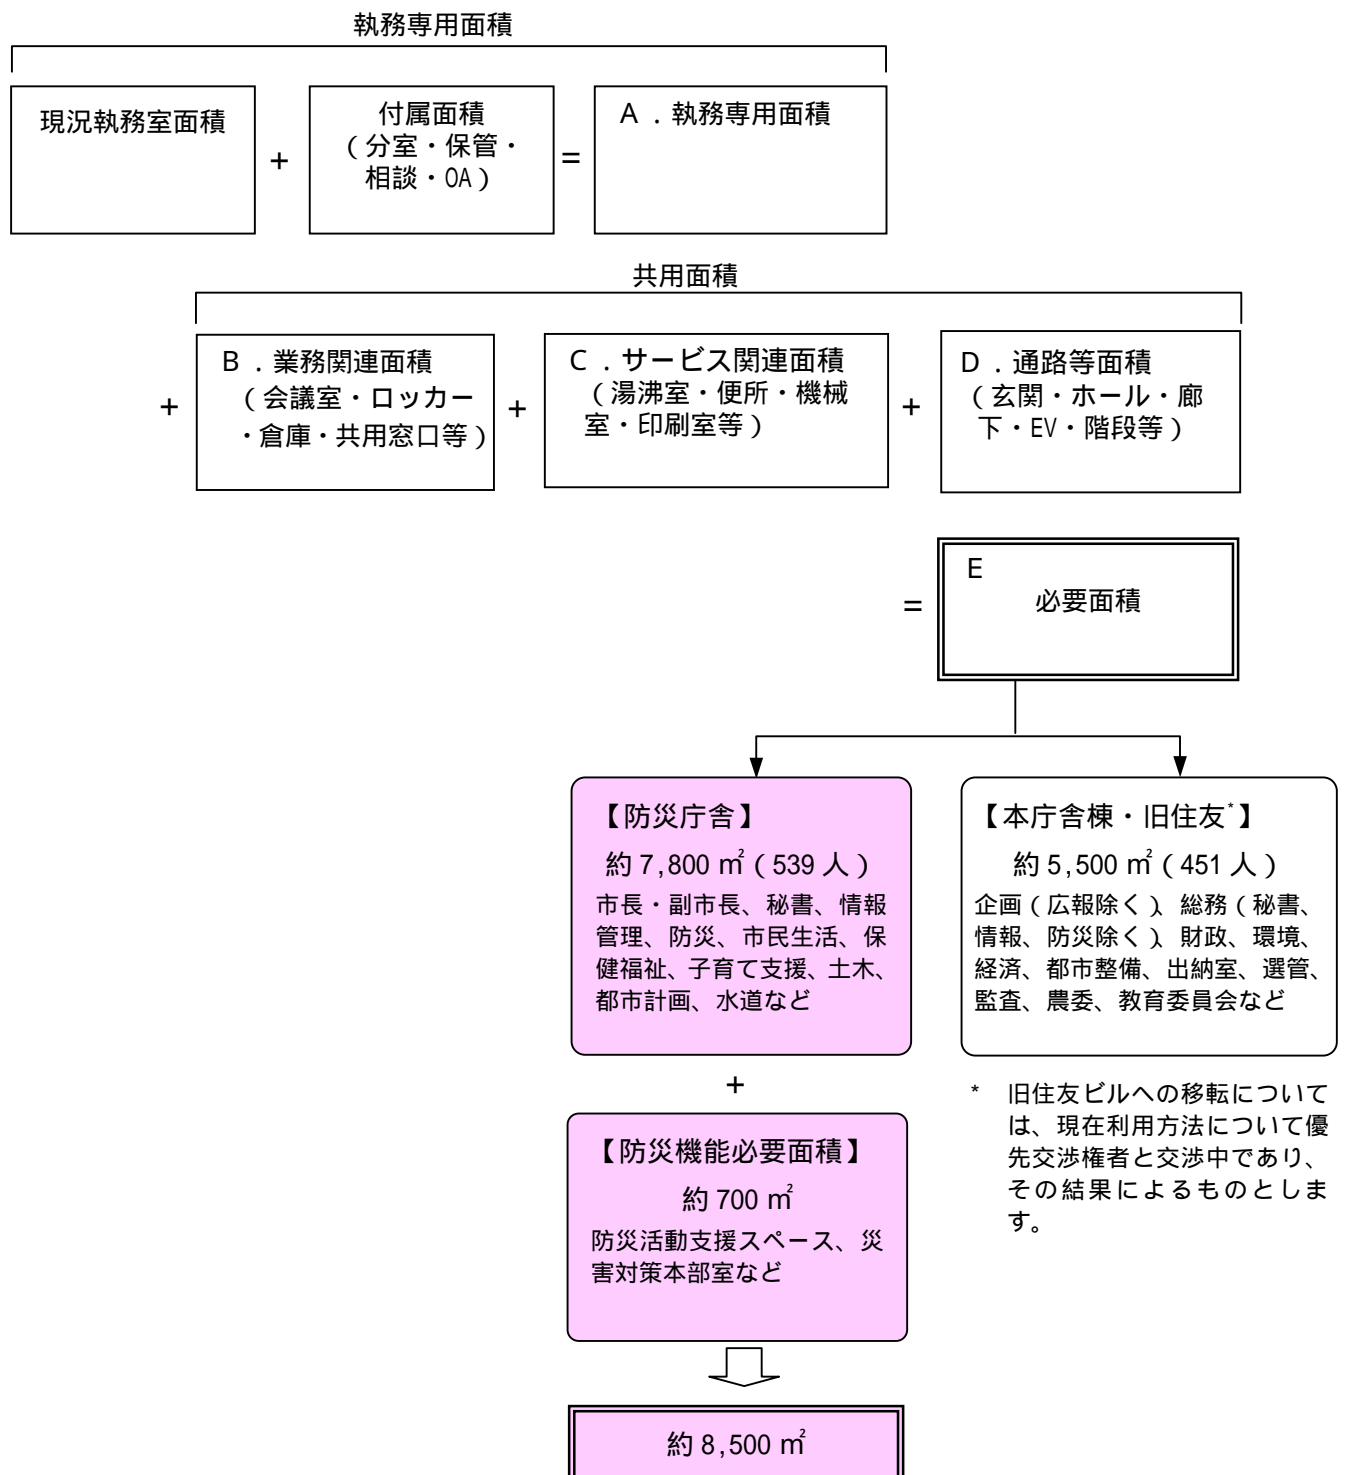 執務専用面積
現況執務室面積
+
付属面積
(分室・保管・
相談・OA)
=
A．執務専用面積
共用面積
+
B．業務関連面積
(会議室・ロッカー
・倉庫・共用窓口等)
+
C．サービス関連面積
(湯沸室・便所・機械
室・印刷室等)
+
D．通路等面積
(玄関・ホール・廊
下・EV・階段等)
=
E
必要面積
【防災庁舎】
約7,800㎡(539人)
市長・副市長、秘書、情報
管理、防災、市民生活、保
健福祉、子育て支援、土木、
都市計画、水道など
【本庁舎棟・旧住友*】
約5,500㎡(451人)
企画(広報除く)、総務(秘書、
情報、防災除く)、財政、環境、
経済、都市整備、出納室、選管、
監査、農委、教育委員会など
+
* 旧住友ビルへの移転について
は、現在利用方法について優
先交渉権者と交渉中であり、
その結果によるものとしま
す。
【防災機能必要面積】
約700㎡
防災活動支援スペース、災
害対策本部室など
約8,500㎡